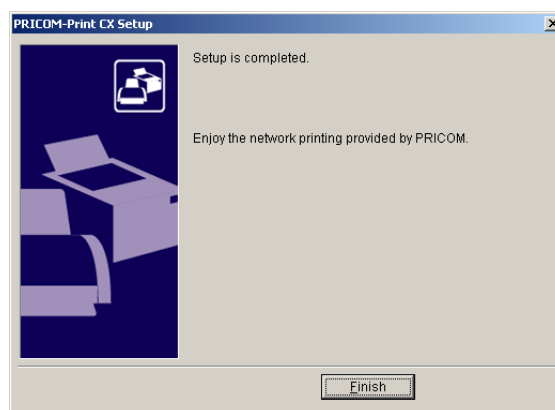 PRICOM-Print CX Setup
Setup is completed.
Enjoy the network printing provided by PRICOM.
Finish